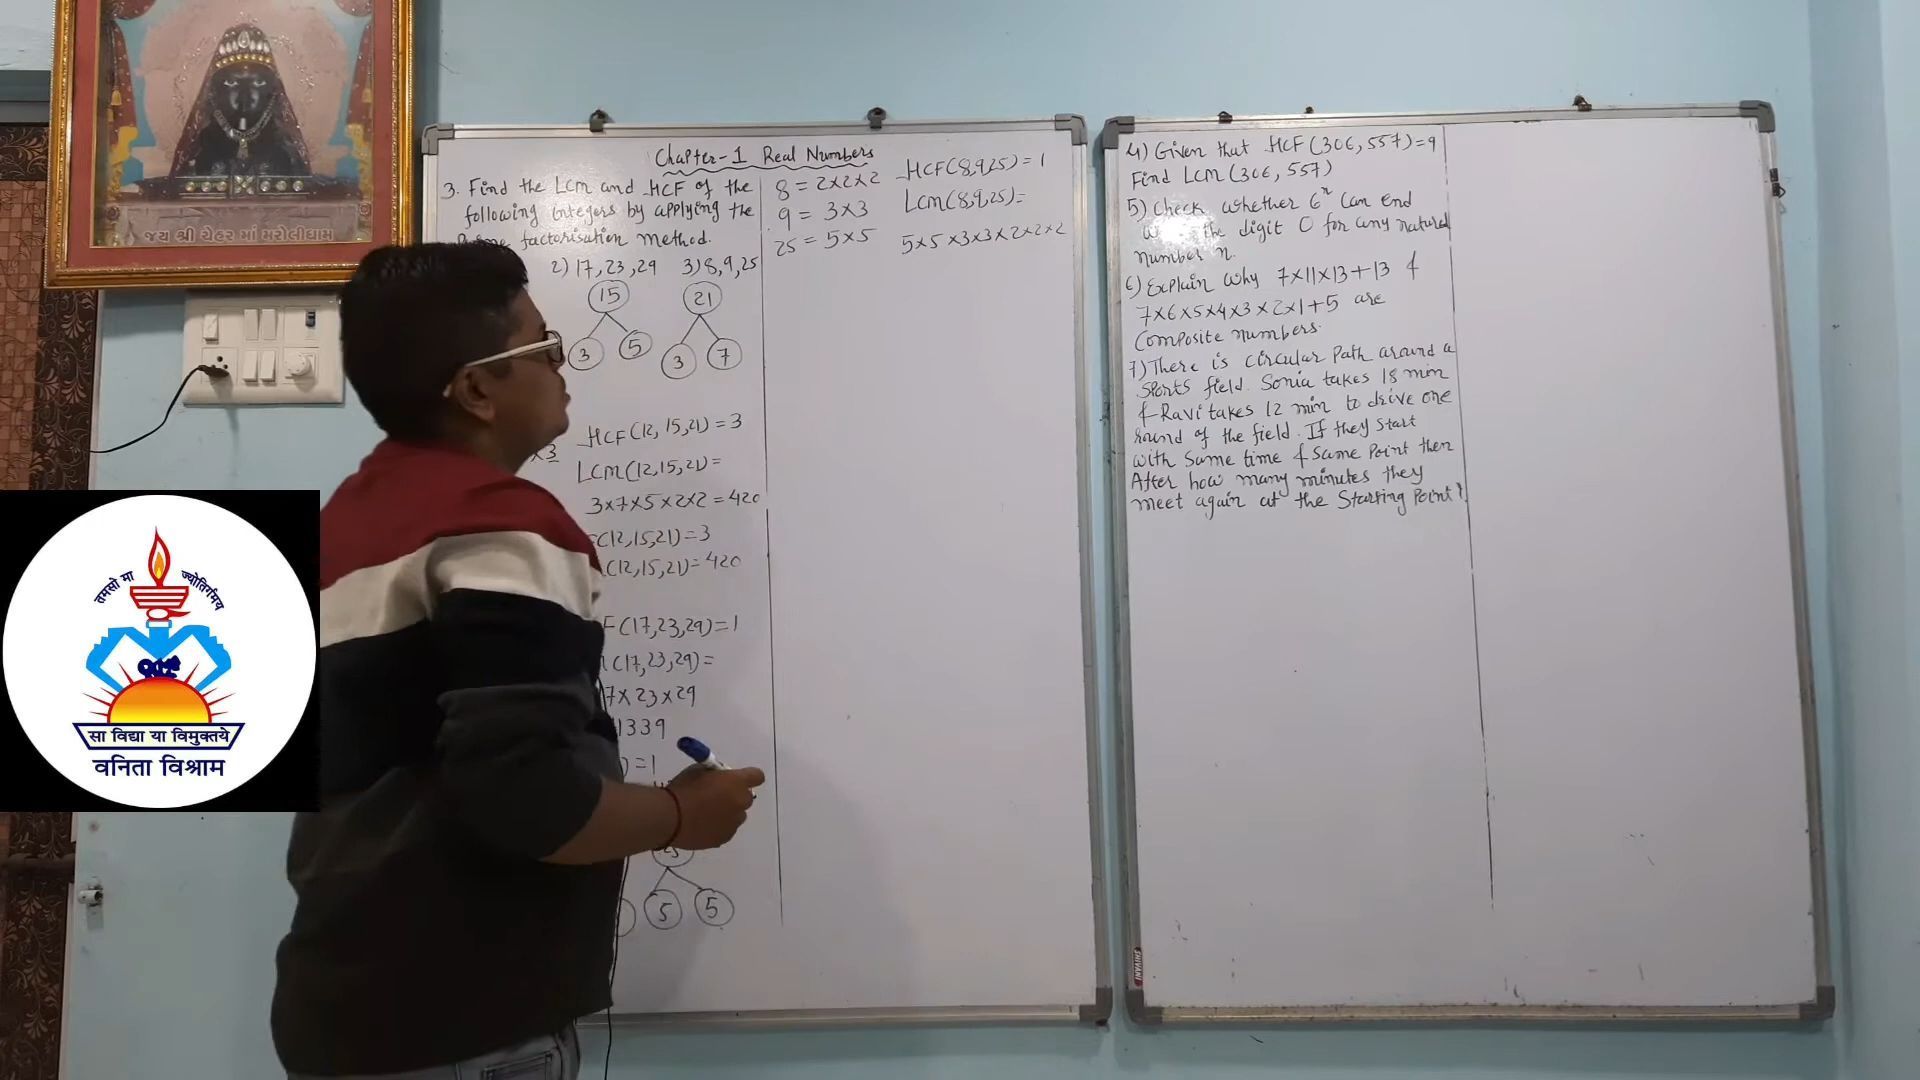 જય શ્રી ચેહર માં મરોલીધામ
Chapter-1 Real Numbers
3. Find the LCM and HCF of the
following integers by applying the
factorisation method.
2) 17, 23, 29 3) 8, 9, 25
15 21
3 5 3 7
HCF(12, 15, 21) = 3
×3
LCM(12, 15, 21) =
3×7×5×2×2 = 420
(12, 15, 21) = 3
(12, 15, 21) = 420
F(17, 23, 29) = 1
(17, 23, 29) =
7×23×29
1339
) = 1
5 5
8 = 2×2×2
9 = 3×3
25 = 5×5
HCF(8, 9, 25) = 1
LCM(8, 9, 25) =
5×5×3×3×2×2×2
4) Given that HCF(306, 557) = 9
Find LCM(306, 557)
5) Check whether 6ⁿ can end
the digit 0 for any natural
number n.
6) Explain why 7×11×13+13 &
7×6×5×4×3×2×1+5 are
composite numbers.
7) There is circular Path around a
sports field. Sonia takes 18 min
& Ravi takes 12 min to drive one
round of the field. If they start
with same time & same Point then
After how many minutes they
meet again at the Starting Point?
SHIVANI
तमसो मा ज्योतिर्गमय
सा विद्या या विमुक्तये
वनिता विश्राम